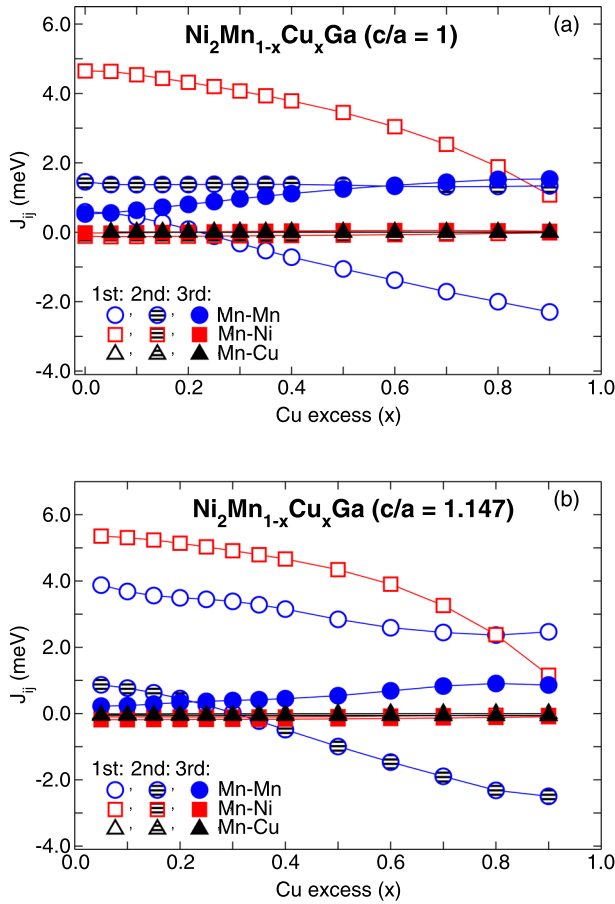 6.0
4.0
2.0
0.0
-2.0
-4.0
J_ij (meV)
Ni₂Mn₁₋ₓCuₓGa (c/a = 1)
(a)
1st: 2nd: 3rd:
, , Mn-Mn
, , Mn-Ni
, , Mn-Cu
0.0 0.2 0.4 0.6 0.8 1.0
Cu excess (x)
6.0
4.0
2.0
0.0
-2.0
-4.0
J_ij (meV)
Ni₂Mn₁₋ₓCuₓGa (c/a = 1.147)
(b)
1st: 2nd: 3rd:
, , Mn-Mn
, , Mn-Ni
, , Mn-Cu
0.0 0.2 0.4 0.6 0.8 1.0
Cu excess (x)